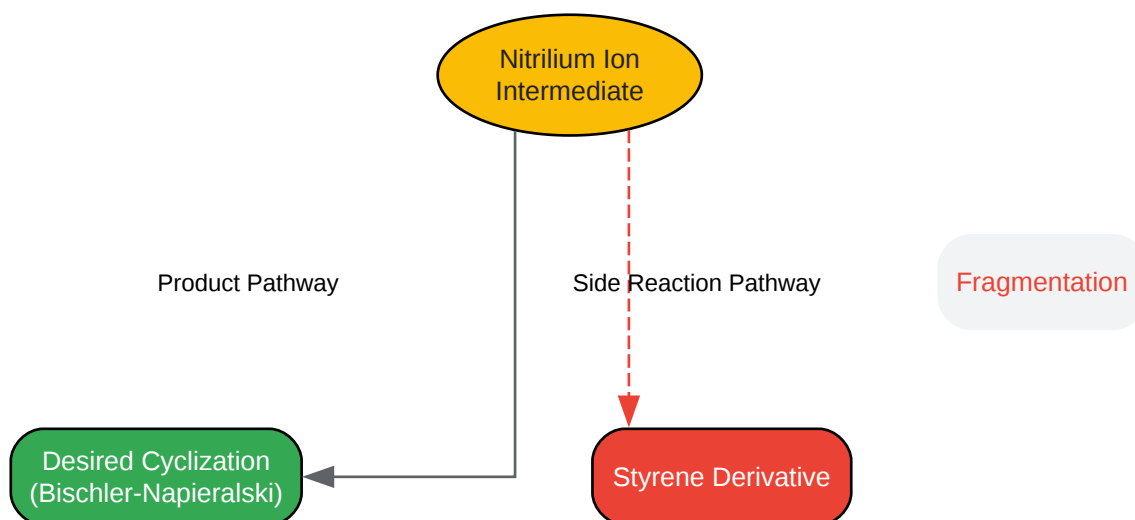 Nitrilium Ion
Intermediate
Product Pathway
Side Reaction Pathway
Fragmentation
Desired Cyclization
(Bischler-Napieralski)
Styrene Derivative